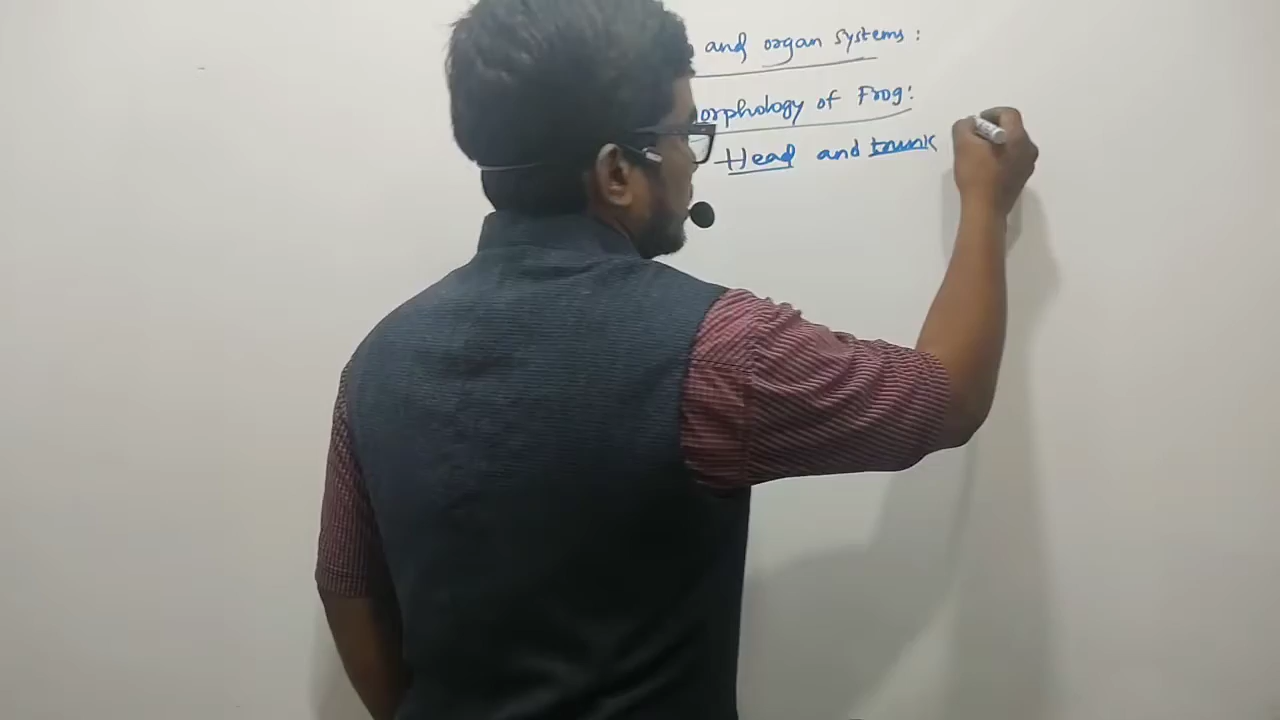 and organ systems :
orphology of Frog:
Head and trunk